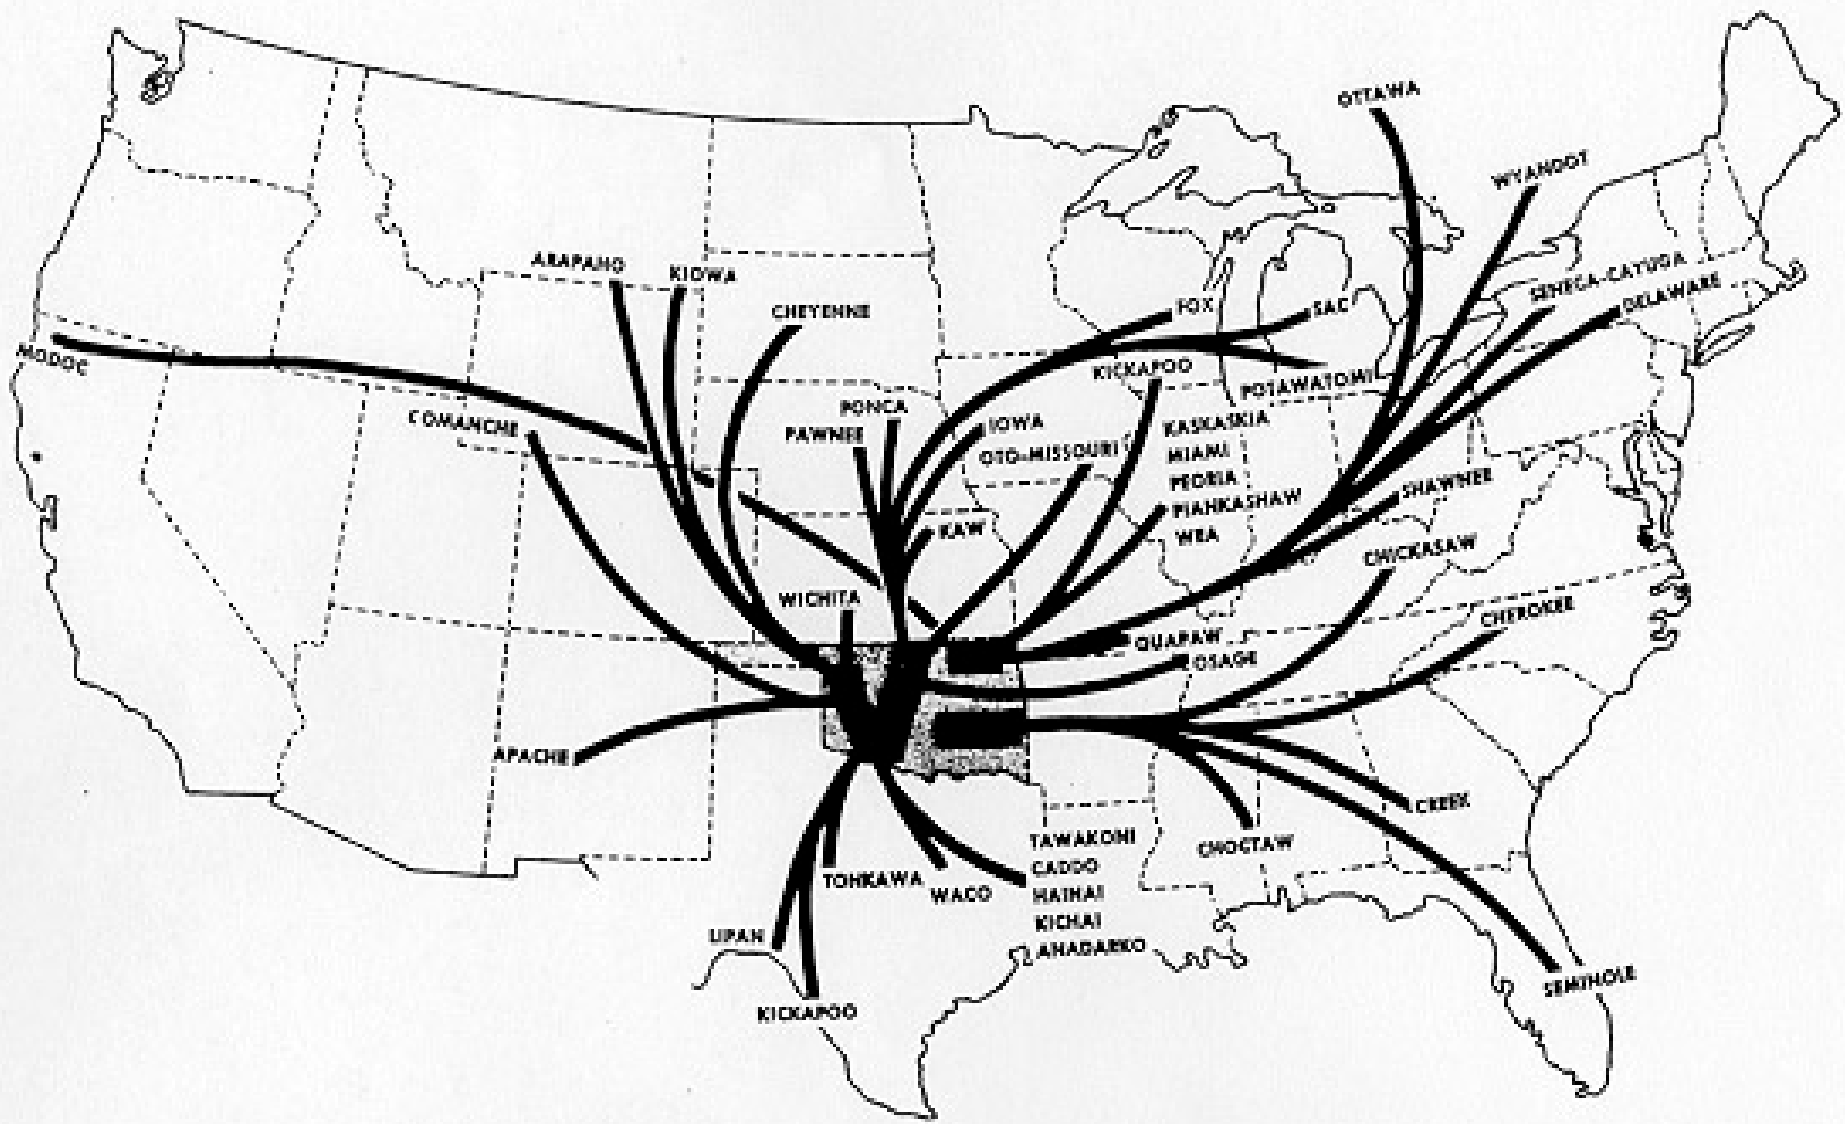 OTTAWA
WYANDOT
SENECA-CAYUGA
DELAWARE
ARAPAHO
KIOWA
CHEYENNE
FOX
SAC
MODOC
KICKAPOO
POTAWATOMI
COMANCHE
PONCA
PAWNEE
IOWA
OTO-MISSOURI
KASKASKIA
MIAMI
PEORIA
PIAHKASHAW
WEA
SHAWNEE
KAW
CHICKASAW
WICHITA
CHEROKEE
QUAPAW
OSAGE
APACHE
CREEK
CHOCTAW
TAWAKONI
CADDO
HAINAI
KICHAI
ANADARKO
TONKAWA
WACO
LIPAN
SEMINOLE
KICKAPOO